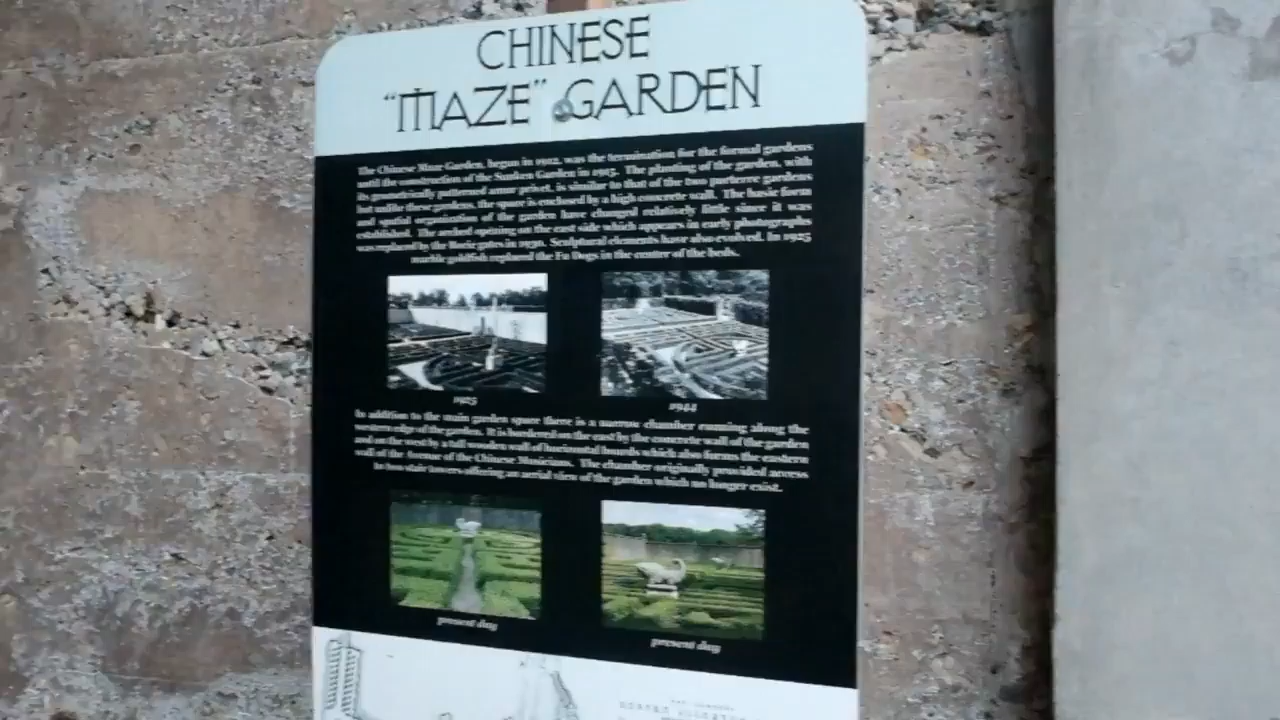 CHINESE
"MAZE" GARDEN
The Chinese Maze Garden, begun in 1912, was the termination for the formal gardens
until the construction of the Sunken Garden in 1915. The planting of the garden, with
its geometrically patterned amur privet, is similar to that of the two parterre gardens
but unlike these gardens, the space is enclosed by a high concrete wall. The basic form
and spatial organization of the garden have changed relatively little since it was
established. The arched opening on the east side which appears in early photographs
was replaced by the Borie gates in 1930. Sculptural elements have also evolved. In 1925
marble goldfish replaced the Fu Dogs in the center of the beds.
1925
1944
In addition to the main garden space there is a narrow chamber running along the
western edge of the garden. It is bordered on the east by the concrete wall of the garden
and on the west by a tall wooden wall of horizontal boards which also forms the eastern
wall of the Avenue of the Chinese Musicians. The chamber originally provided access
to two stair towers offering an aerial view of the garden which no longer exist.
present day
present day